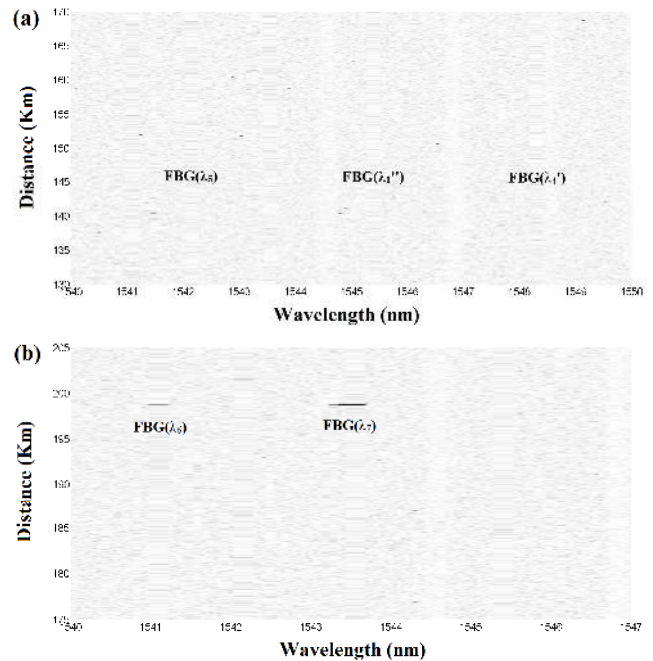 (a)
170
165
160
155
150
145
140
135
130
Distance (Km)
FBG(λ₅) FBG(λ₁'') FBG(λ₁')
1540 1541 1542 1543 1544 1545 1546 1547 1548 1549 1550
Wavelength (nm)
(b)
205
200
195
190
185
180
175
Distance (Km)
FBG(λ₆) FBG(λ₇)
1540 1541 1542 1543 1544 1545 1546 1547
Wavelength (nm)